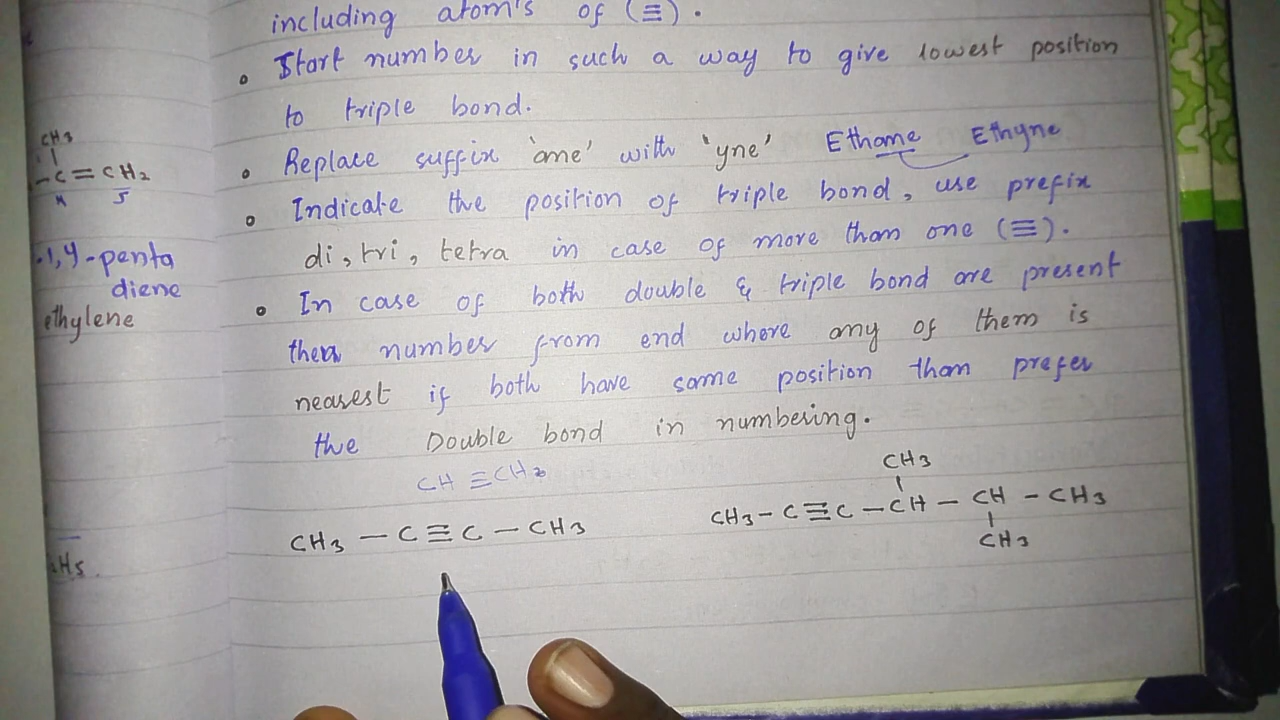 including atom's of (≡).
Start number in such a way to give lowest position
to triple bond.
Replace suffix 'ane' with 'yne' Ethane Ethyne
Indicate the position of triple bond, use prefix
di, tri, tetra in case of more than one (≡).
In case of both double & triple bond are present
then number from end where any of them is
nearest if both have same position than prefer
the Double bond in numbering.
CH≡CH2
CH3 — C≡C — CH3
CH3
CH3 – C≡C – CH – CH – CH3
CH3
CH3
– C = CH2
4 5
-1,4-penta
diene
ethylene
H5.